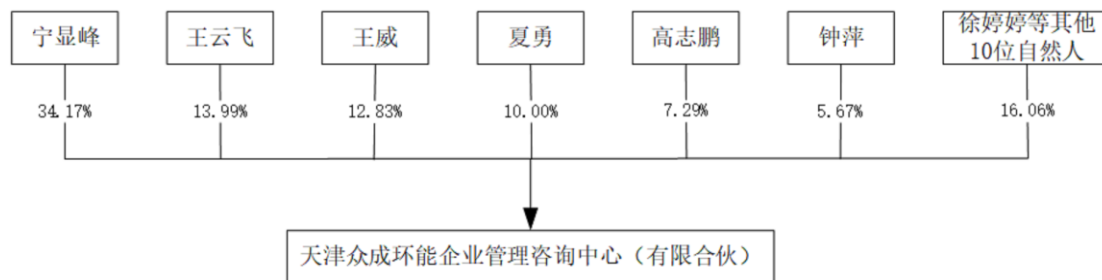 宁显峰
王云飞
王威
夏勇
高志鹏
钟萍
徐婷婷等其他
10位自然人
34.17%
13.99%
12.83%
10.00%
7.29%
5.67%
16.06%
天津众成环能企业管理咨询中心（有限合伙）